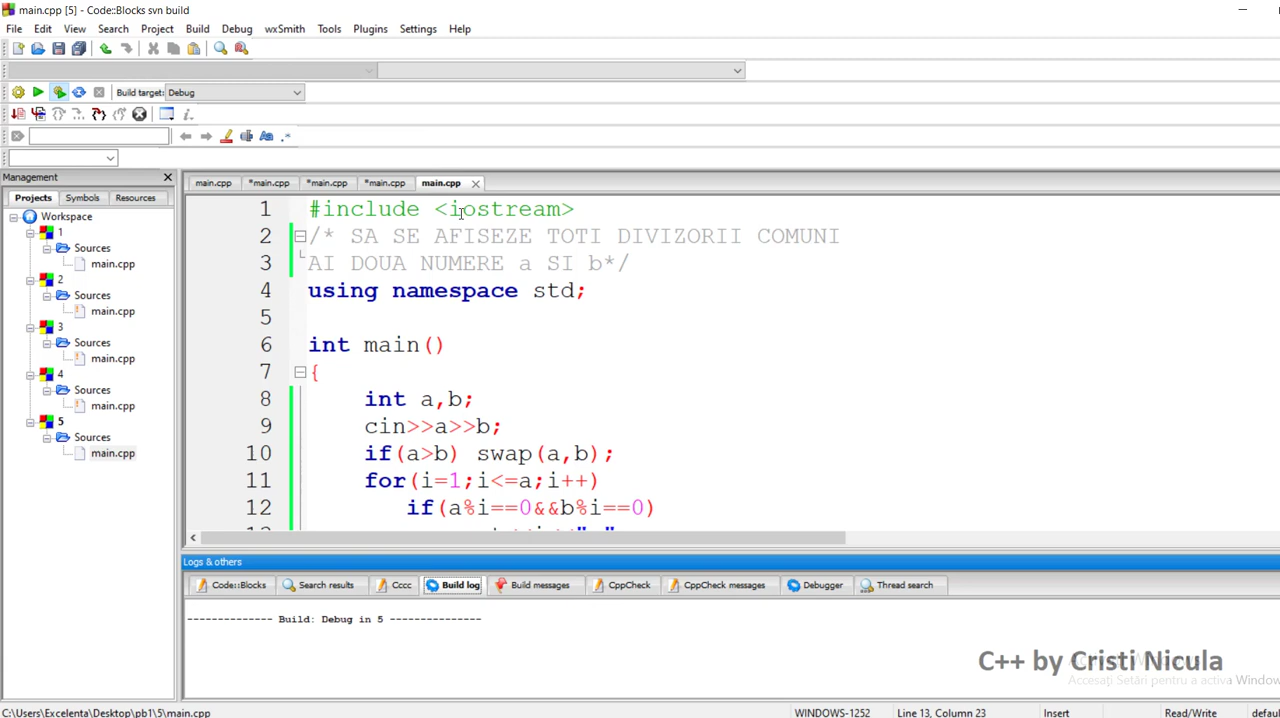 main.cpp [5] - Code::Blocks svn build
File Edit View Search Project Build Debug wxSmith Tools Plugins Settings Help
Build target: Debug
Management
main.cpp *main.cpp *main.cpp *main.cpp main.cpp
Projects Symbols Resources
Workspace
1
Sources
main.cpp
2
Sources
main.cpp
3
Sources
main.cpp
4
Sources
main.cpp
5
Sources
main.cpp
1 #include <iostream>
2 /* SA SE AFISEZE TOTI DIVIZORII COMUNI
3 AI DOUA NUMERE a SI b*/
4 using namespace std;
5
6 int main()
7 {
8 int a,b;
9 cin>>a>>b;
10 if(a>b) swap(a,b);
11 for(i=1;i<=a;i++)
12 if(a%i==0&&b%i==0)
Logs & others
Code::Blocks Search results Cccc Build log Build messages CppCheck CppCheck messages Debugger Thread search
-------------- Build: Debug in 5 ---------------
C++ by Cristi Nicula
Accesați Setări pentru a activa Window
C:\Users\Excelenta\Desktop\pb1\5\main.cpp WINDOWS-1252 Line 13, Column 23 Insert Read/Write defau